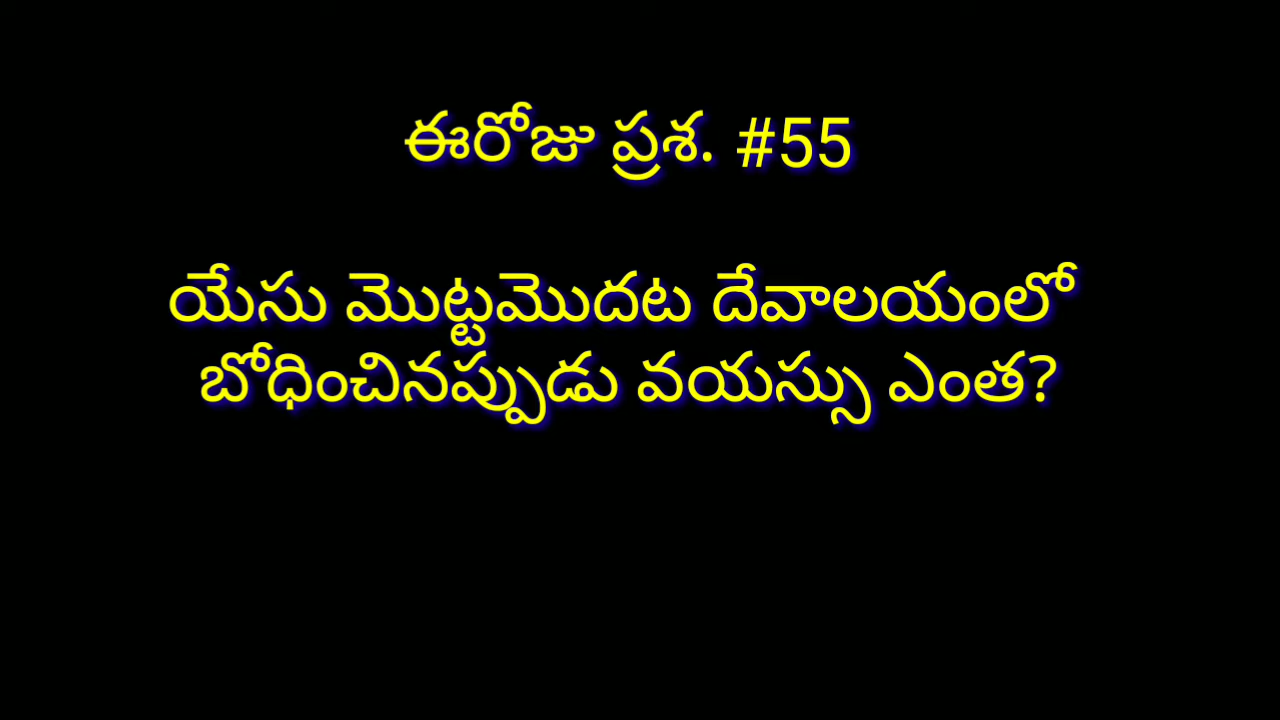 ఈరోజు ప్రశ. #55
యేసు మొట్టమొదట దేవాలయంలో
బోధించినప్పుడు వయస్సు ఎంత?